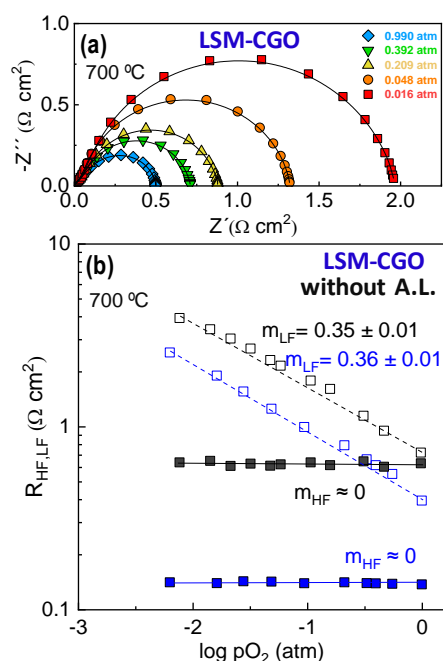 (a)
LSM-CGO
700 ºC
0.990 atm
0.392 atm
0.209 atm
0.048 atm
0.016 atm
-Z´´ (Ω cm²)
-1.0
0.5
0.0
0.0
0.5
1.0
1.5
2.0
Z´(Ω cm²)
(b)
LSM-CGO
without A.L.
700 ºC
m_LF= 0.35 ± 0.01
m_LF= 0.36 ± 0.01
m_HF ≈ 0
m_HF ≈ 0
R_HF,LF (Ω cm²)
10
1
0.1
-3
-2
-1
0
log pO₂ (atm)